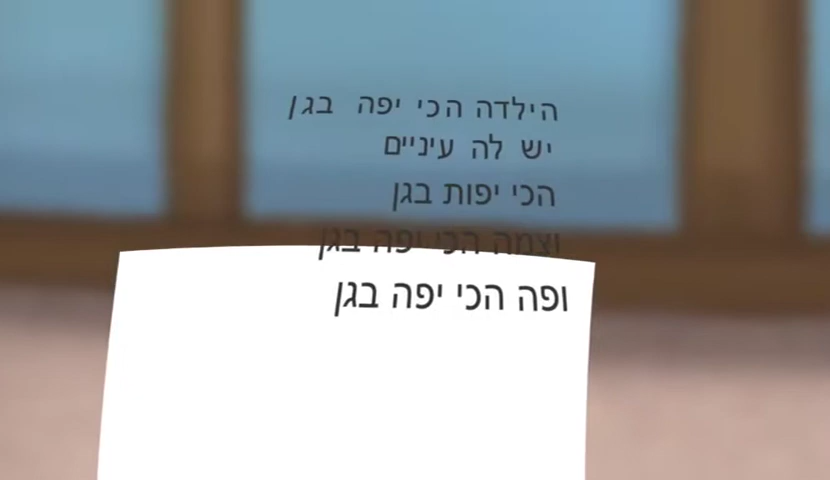 הילדה הכי יפה בגן
יש לה עיניים
הכי יפות בגן
וצמה הכי יפה בגן
ופה הכי יפה בגן